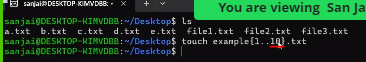 You are viewing San Ja
sanjai@DESKTOP-KIMVDBB:~/Desktop$ ls
a.txt b.txt c.txt d.txt e.txt file1.txt file2.txt file3.txt
sanjai@DESKTOP-KIMVDBB:~/Desktop$ touch example{1..10}.txt
sanjai@DESKTOP-KIMVDBB:~/Desktop$